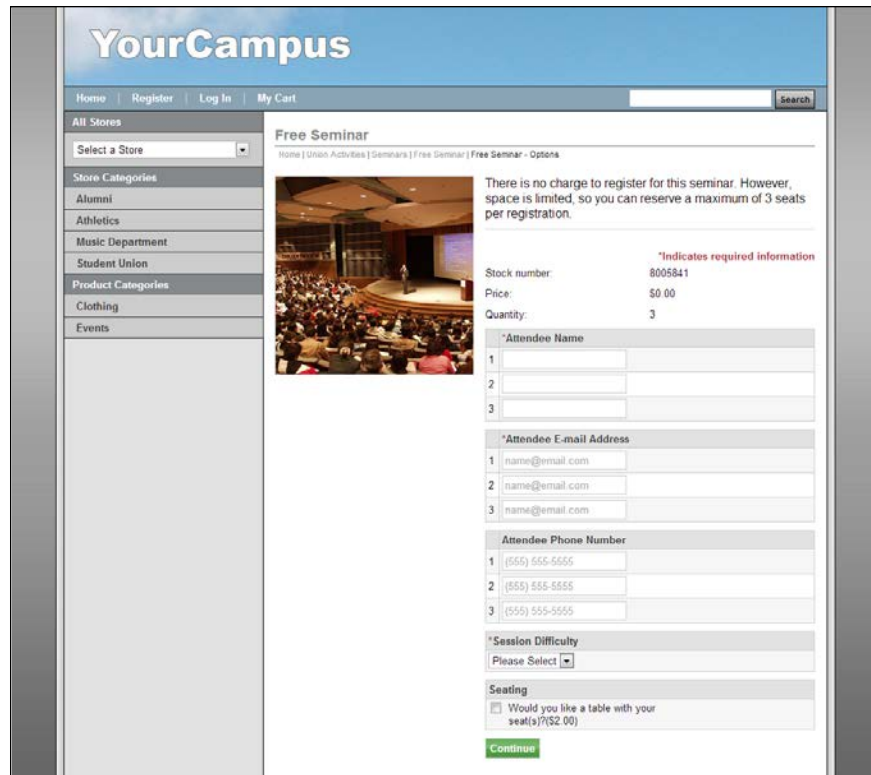 YourCampus
Home | Register | Log In | My Cart
Search
All Stores
Select a Store
Store Categories
Alumni
Athletics
Music Department
Student Union
Product Categories
Clothing
Events
Free Seminar
Home | Union Activities | Seminars | Free Seminar | Free Seminar - Options
There is no charge to register for this seminar. However,
space is limited, so you can reserve a maximum of 3 seats
per registration.
*Indicates required information
Stock number: 8005841
Price: $0.00
Quantity: 3
*Attendee Name
1
2
3
*Attendee E-mail Address
1 name@email.com
2 name@email.com
3 name@email.com
Attendee Phone Number
1 (555) 555-5555
2 (555) 555-5555
3 (555) 555-5555
*Session Difficulty
Please Select
Seating
Would you like a table with your
seat(s)?($2.00)
Continue